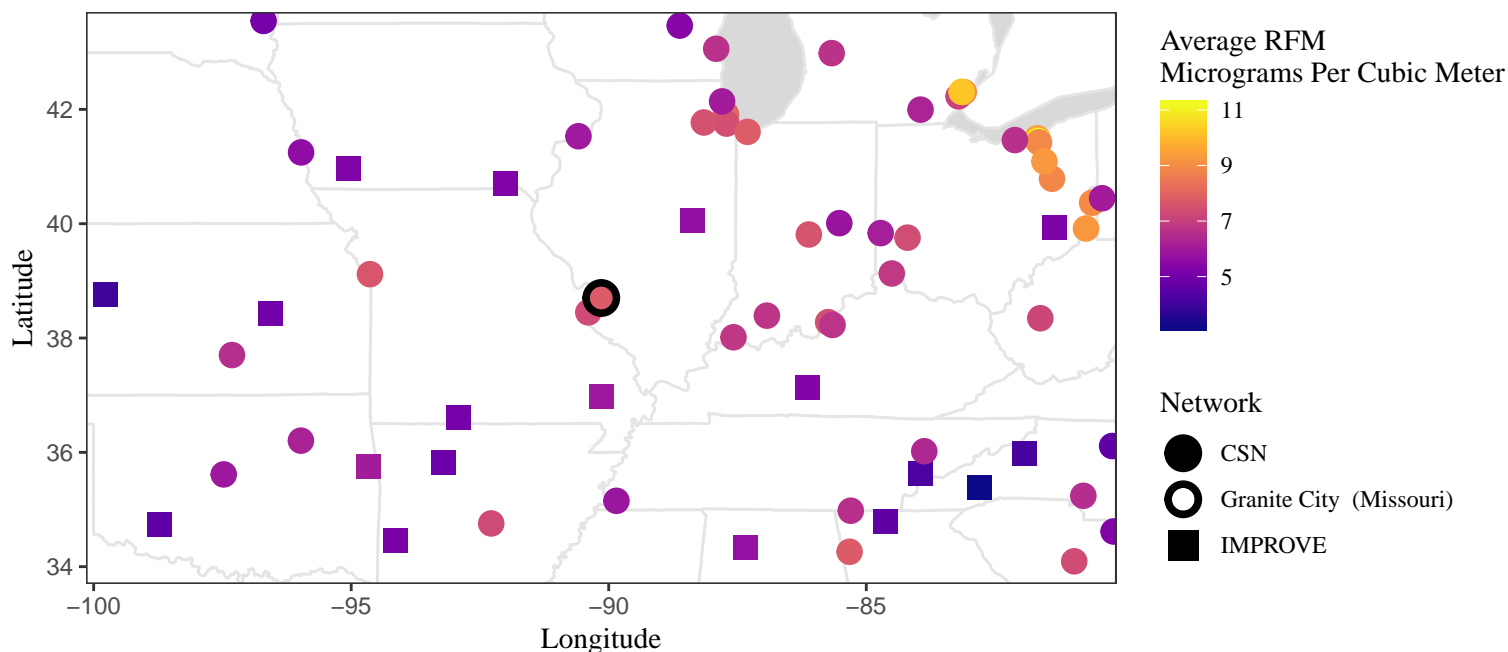 Average RFM
Micrograms Per Cubic Meter
11
9
7
5
Network
CSN
Granite City (Missouri)
IMPROVE
Latitude
42
40
38
36
34
−100
−95
−90
−85
Longitude